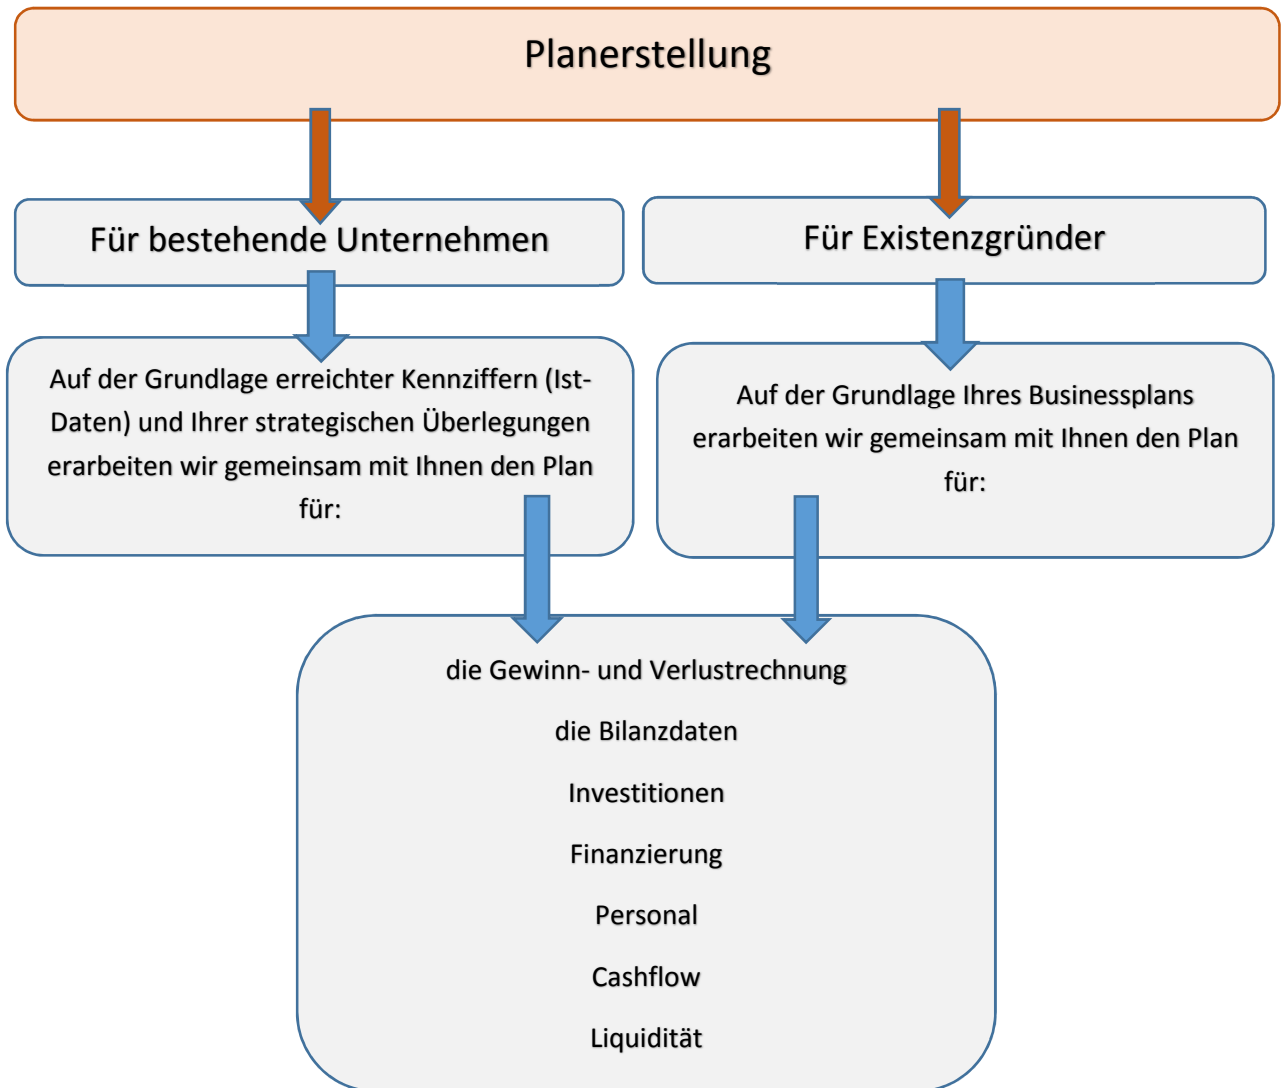 Planerstellung
Für bestehende Unternehmen
Für Existenzgründer
Auf der Grundlage erreichter Kennziffern (Ist-
Daten) und Ihrer strategischen Überlegungen
erarbeiten wir gemeinsam mit Ihnen den Plan
für:
Auf der Grundlage Ihres Businessplans
erarbeiten wir gemeinsam mit Ihnen den Plan
für:
die Gewinn- und Verlustrechnung
die Bilanzdaten
Investitionen
Finanzierung
Personal
Cashflow
Liquidität